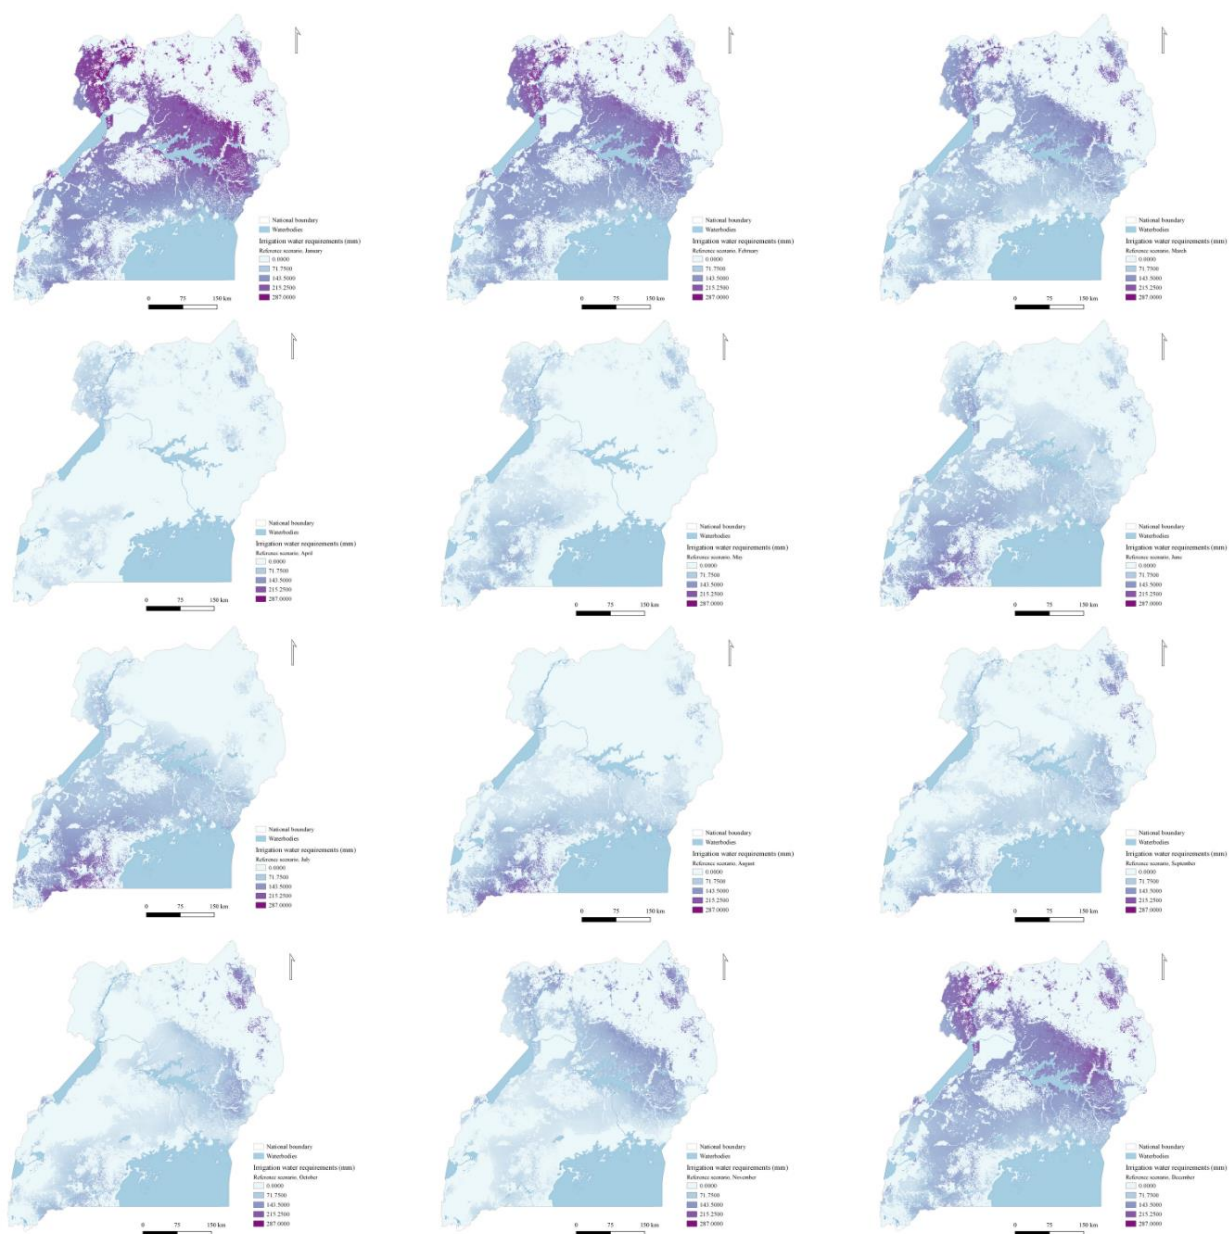 National boundary
Waterbodies
Irrigation water requirements (mm)
Reference scenario, January
0.0000
71.7500
143.5000
215.2500
287.0000
0 75 150 km
National boundary
Waterbodies
Irrigation water requirements (mm)
Reference scenario, February
0.0000
71.7500
143.5000
215.2500
287.0000
0 75 150 km
National boundary
Waterbodies
Irrigation water requirements (mm)
Reference scenario, March
0.0000
71.7500
143.5000
215.2500
287.0000
0 75 150 km
National boundary
Waterbodies
Irrigation water requirements (mm)
Reference scenario, April
0.0000
71.7500
143.5000
215.2500
287.0000
0 75 150 km
National boundary
Waterbodies
Irrigation water requirements (mm)
Reference scenario, May
0.0000
71.7500
143.5000
215.2500
287.0000
0 75 150 km
National boundary
Waterbodies
Irrigation water requirements (mm)
Reference scenario, June
0.0000
71.7500
143.5000
215.2500
287.0000
0 75 150 km
National boundary
Waterbodies
Irrigation water requirements (mm)
Reference scenario, July
0.0000
71.7500
143.5000
215.2500
287.0000
0 75 150 km
National boundary
Waterbodies
Irrigation water requirements (mm)
Reference scenario, August
0.0000
71.7500
143.5000
215.2500
287.0000
0 75 150 km
National boundary
Waterbodies
Irrigation water requirements (mm)
Reference scenario, September
0.0000
71.7500
143.5000
215.2500
287.0000
0 75 150 km
National boundary
Waterbodies
Irrigation water requirements (mm)
Reference scenario, October
0.0000
71.7500
143.5000
215.2500
287.0000
0 75 150 km
National boundary
Waterbodies
Irrigation water requirements (mm)
Reference scenario, November
0.0000
71.7500
143.5000
215.2500
287.0000
0 75 150 km
National boundary
Waterbodies
Irrigation water requirements (mm)
Reference scenario, December
0.0000
71.7500
143.5000
215.2500
287.0000
0 75 150 km